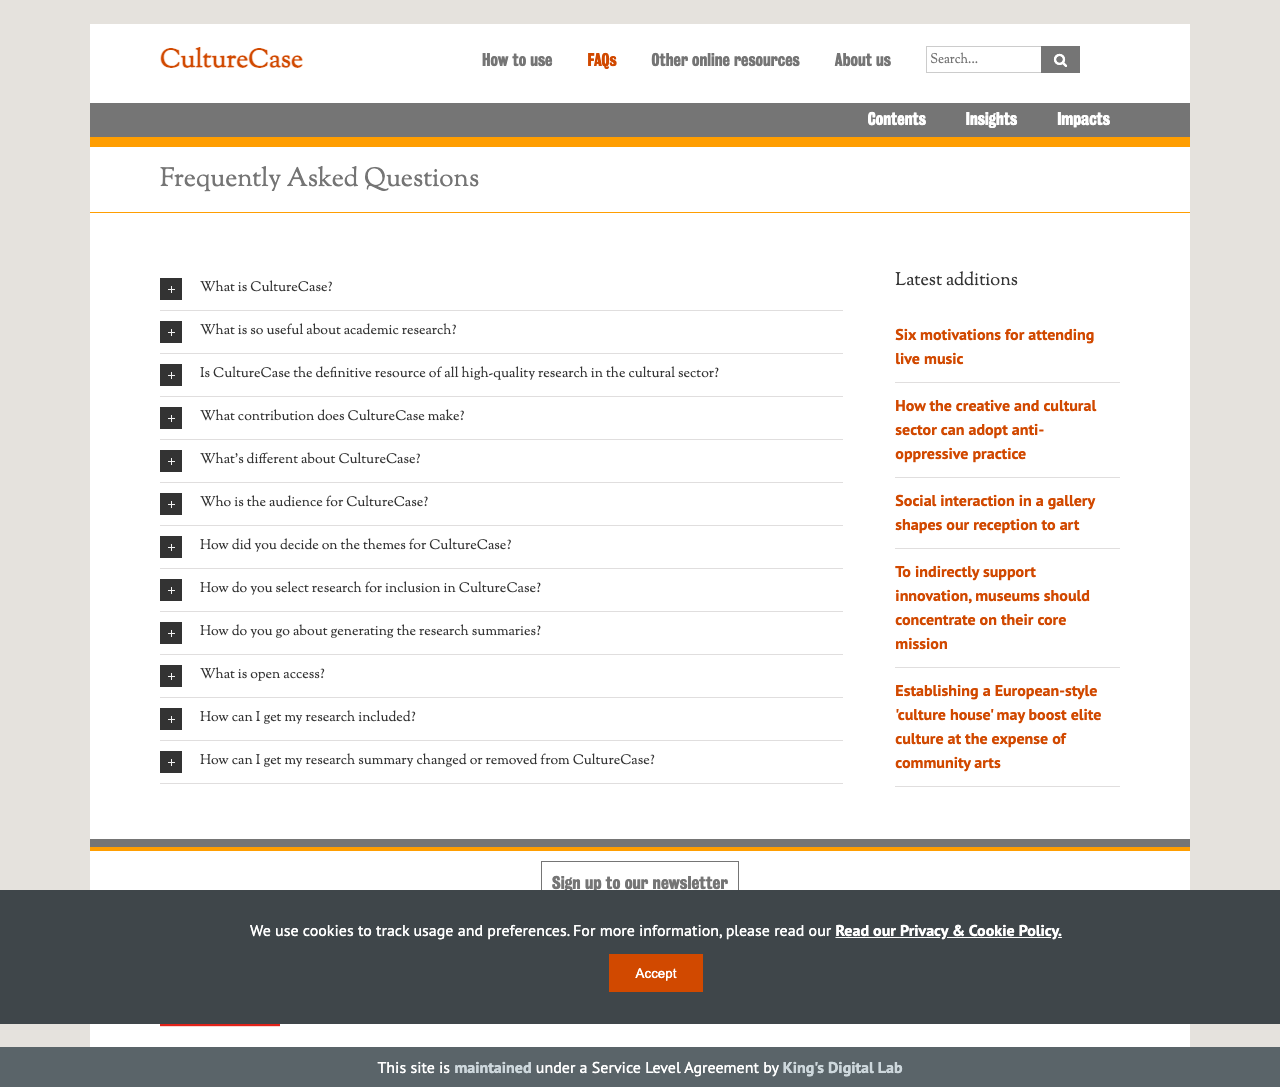 CultureCase
How to use
FAQs
Other online resources
About us
Search...
Contents
Insights
Impacts
Frequently Asked Questions
What is CultureCase?
What is so useful about academic research?
Is CultureCase the definitive resource of all high-quality research in the cultural sector?
What contribution does CultureCase make?
What's different about CultureCase?
Who is the audience for CultureCase?
How did you decide on the themes for CultureCase?
How do you select research for inclusion in CultureCase?
How do you go about generating the research summaries?
What is open access?
How can I get my research included?
How can I get my research summary changed or removed from CultureCase?
Latest additions
Six motivations for attending
live music
How the creative and cultural
sector can adopt anti-
oppressive practice
Social interaction in a gallery
shapes our reception to art
To indirectly support
innovation, museums should
concentrate on their core
mission
Establishing a European-style
'culture house' may boost elite
culture at the expense of
community arts
Sign up to our newsletter
We use cookies to track usage and preferences. For more information, please read our Read our Privacy & Cookie Policy.
Accept
This site is maintained under a Service Level Agreement by King's Digital Lab